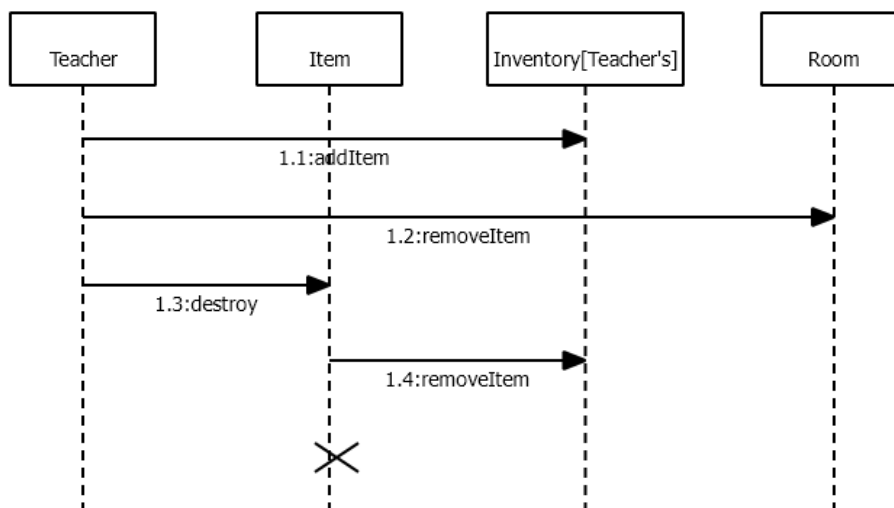 Teacher
Item
Inventory[Teacher's]
Room
1.1:addItem
1.2:removeItem
1.3:destroy
1.4:removeItem